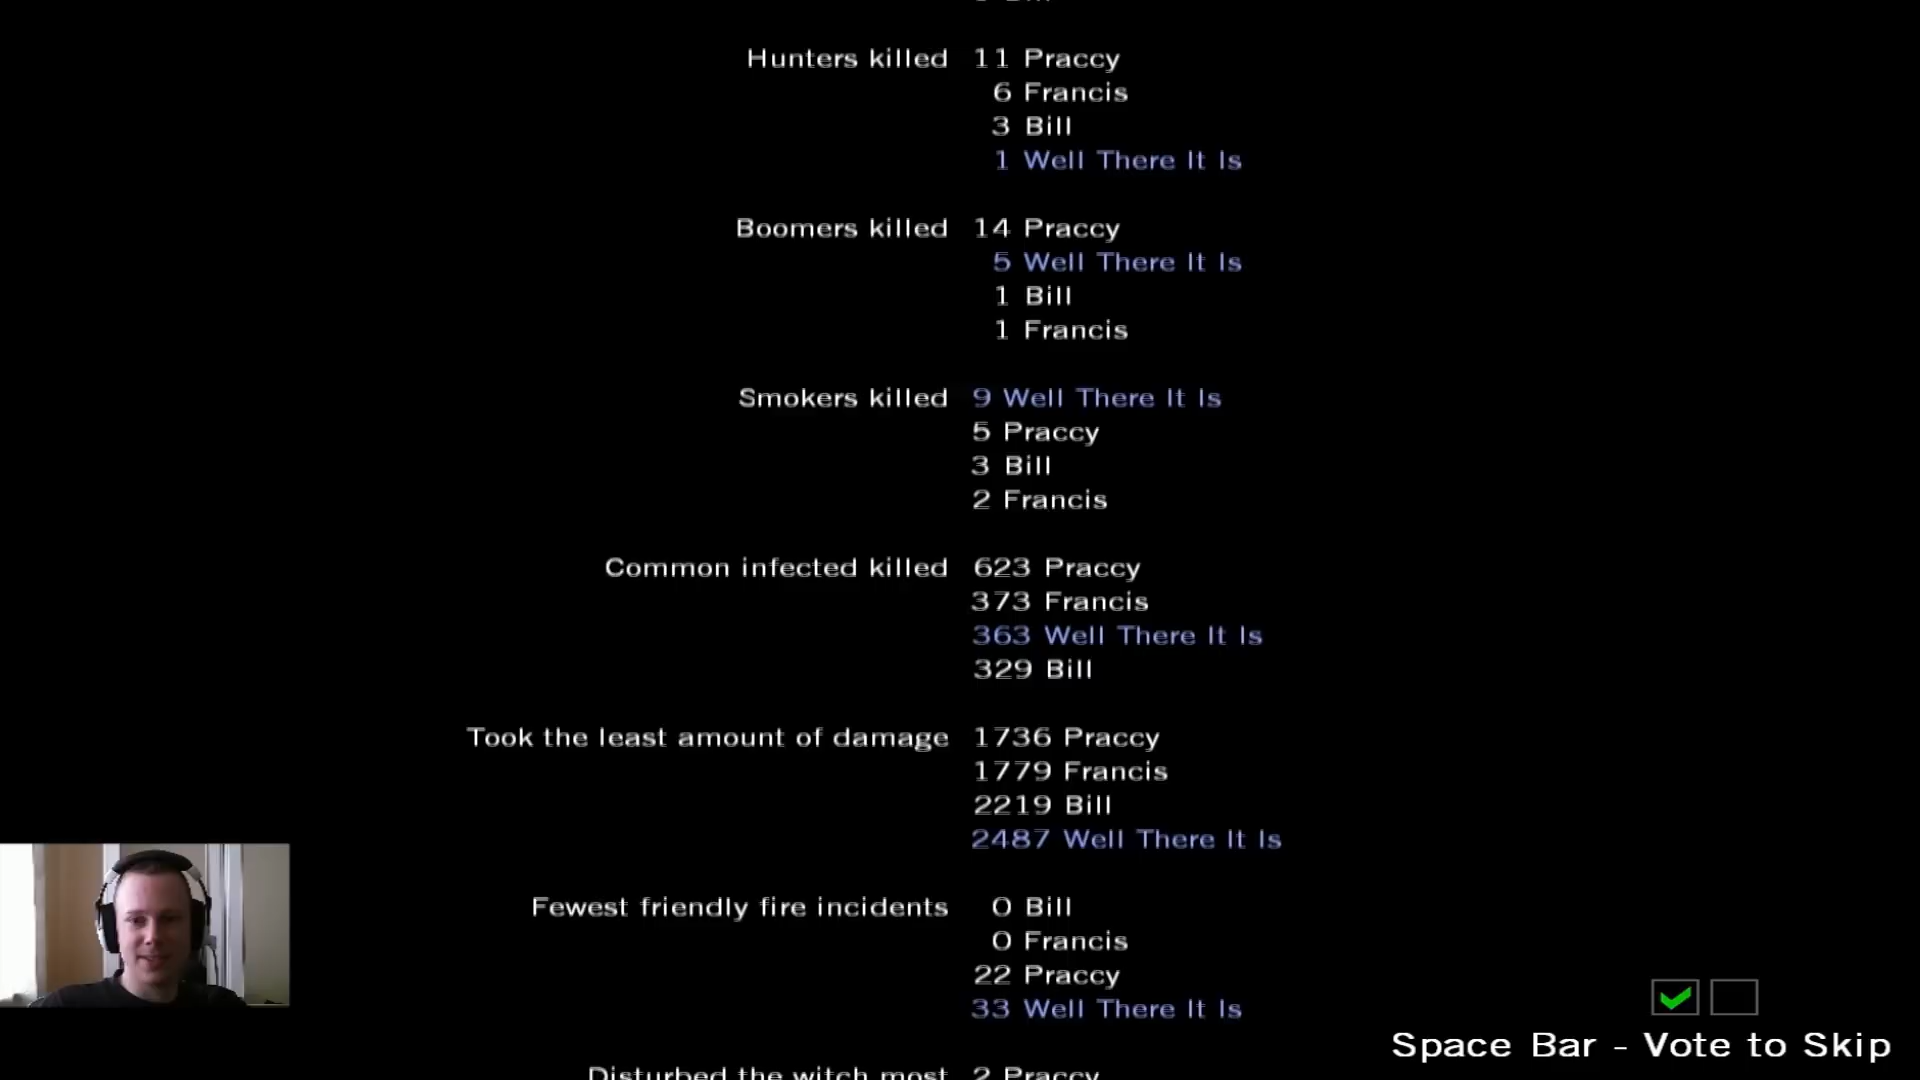 Hunters killed 11 Praccy
6 Francis
3 Bill
1 Well There It Is
Boomers killed 14 Praccy
5 Well There It Is
1 Bill
1 Francis
Smokers killed 9 Well There It Is
5 Praccy
3 Bill
2 Francis
Common infected killed 623 Praccy
373 Francis
363 Well There It Is
329 Bill
Took the least amount of damage 1736 Praccy
1779 Francis
2219 Bill
2487 Well There It Is
Fewest friendly fire incidents 0 Bill
0 Francis
22 Praccy
33 Well There It Is
Disturbed the witch most 2 Praccy
Space Bar - Vote to Skip